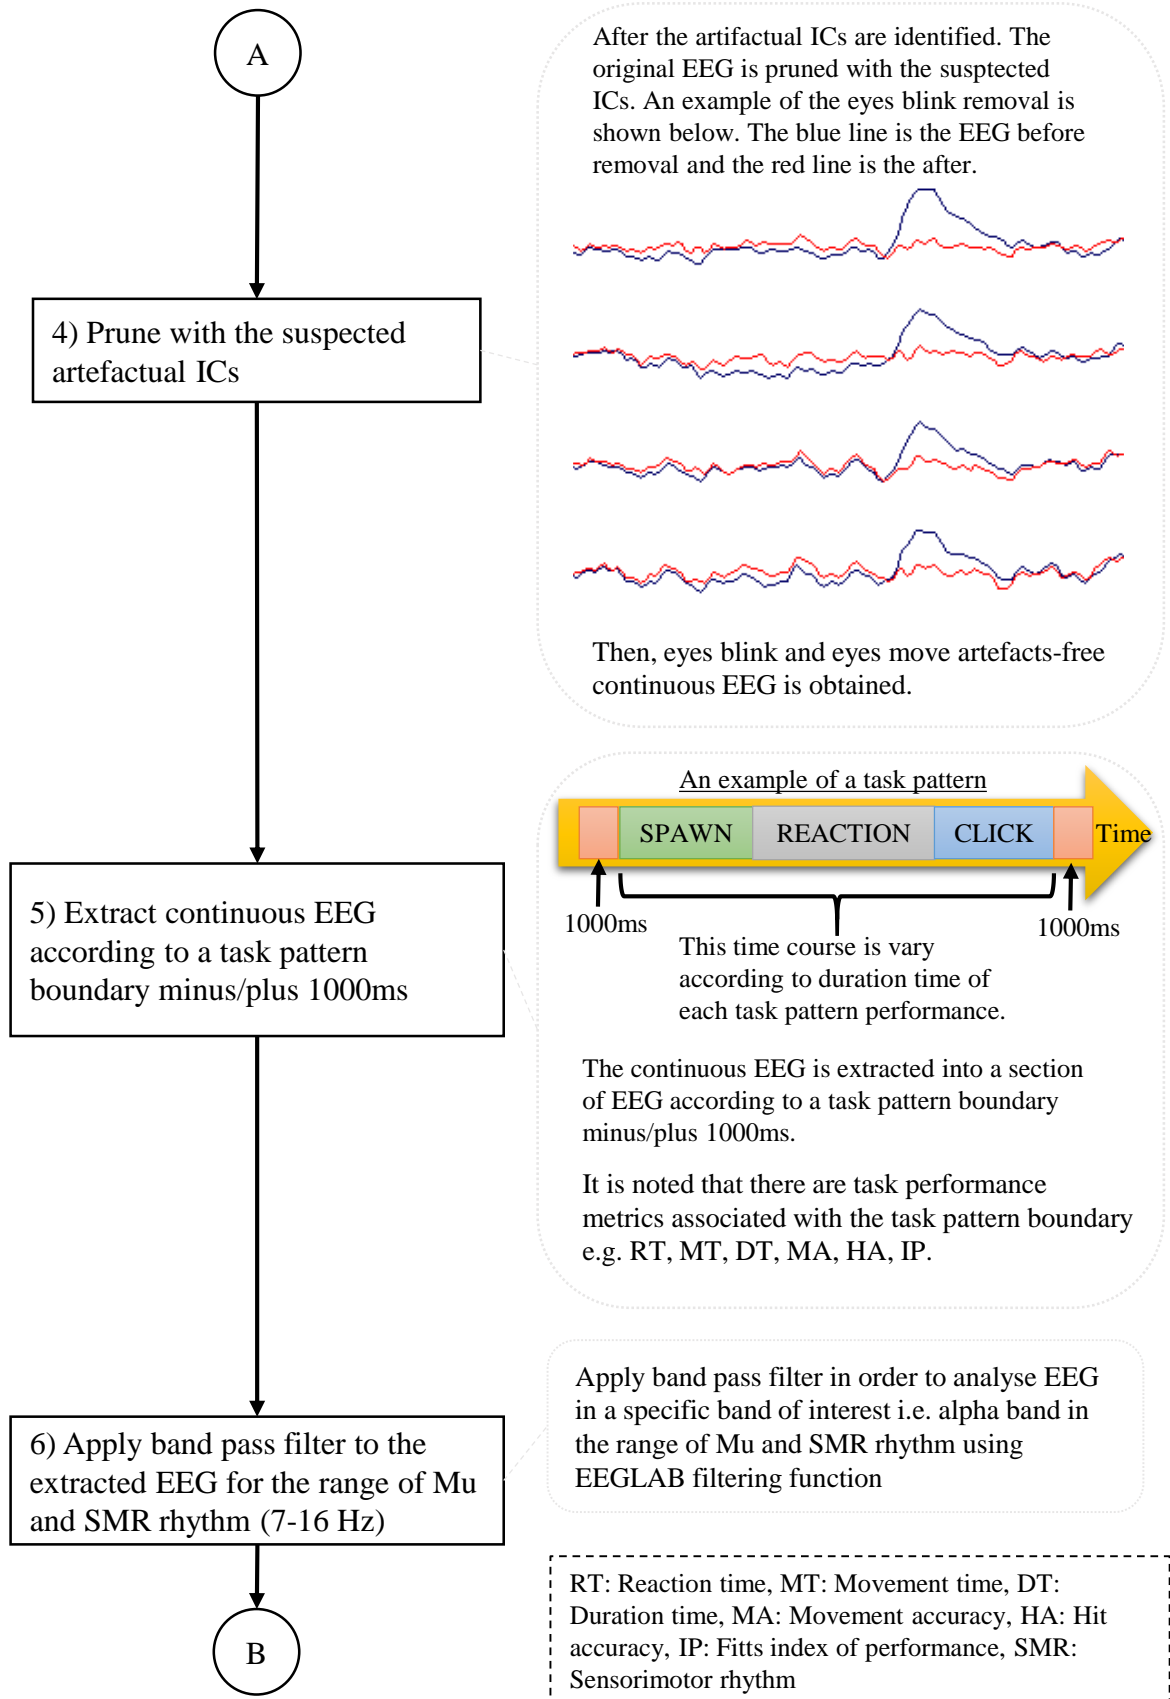 A
After the artifactual ICs are identified. The
original EEG is pruned with the susptected
ICs. An example of the eyes blink removal is
shown below. The blue line is the EEG before
removal and the red line is the after.
4) Prune with the suspected
artefactual ICs
Then, eyes blink and eyes move artefacts-free
continuous EEG is obtained.
An example of a task pattern
SPAWN REACTION CLICK Time
1000ms 1000ms
This time course is vary
according to duration time of
each task pattern performance.
5) Extract continuous EEG
according to a task pattern
boundary minus/plus 1000ms
The continuous EEG is extracted into a section
of EEG according to a task pattern boundary
minus/plus 1000ms.
It is noted that there are task performance
metrics associated with the task pattern boundary
e.g. RT, MT, DT, MA, HA, IP.
6) Apply band pass filter to the
extracted EEG for the range of Mu
and SMR rhythm (7-16 Hz)
Apply band pass filter in order to analyse EEG
in a specific band of interest i.e. alpha band in
the range of Mu and SMR rhythm using
EEGLAB filtering function
B
RT: Reaction time, MT: Movement time, DT:
Duration time, MA: Movement accuracy, HA: Hit
accuracy, IP: Fitts index of performance, SMR:
Sensorimotor rhythm